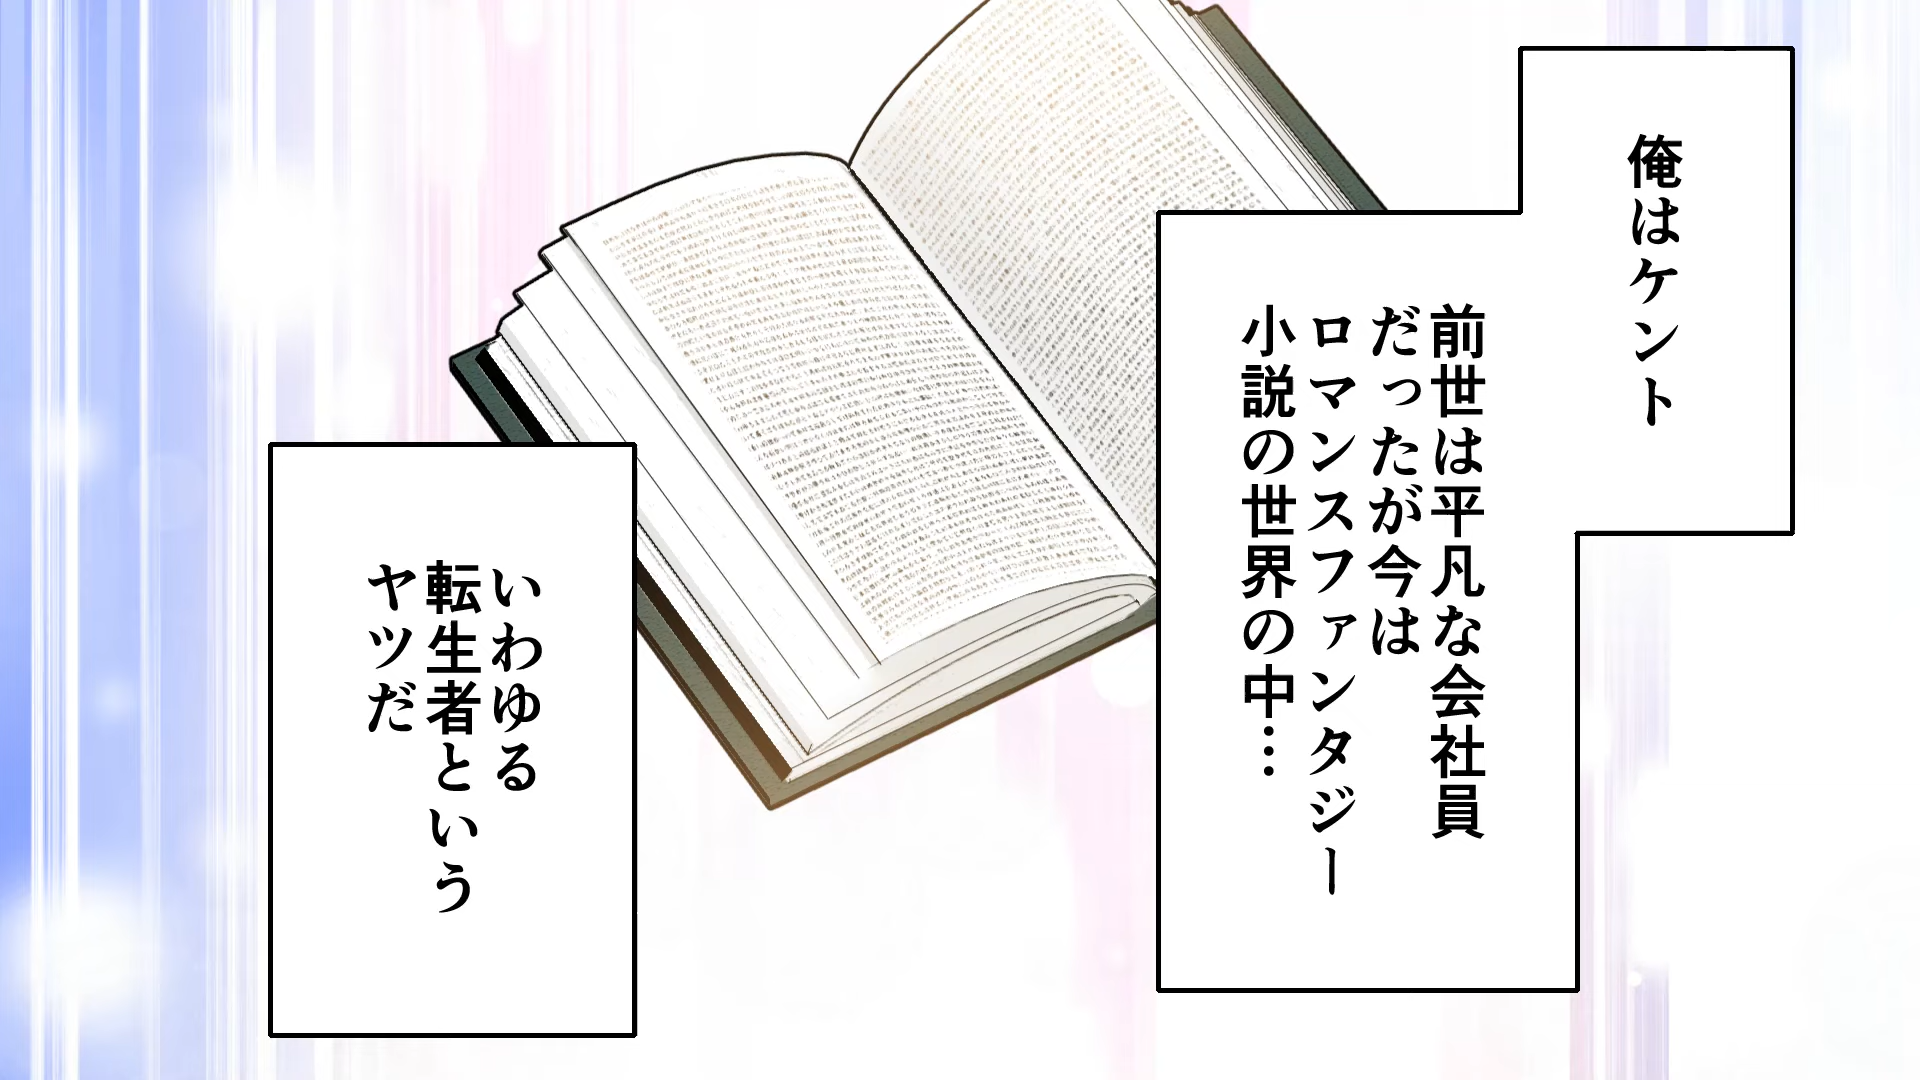 俺はケント
前世は平凡な会社員
だったが今は
ロマンスファンタジー
小説の世界の中…
いわゆる
転生者という
ヤツだ